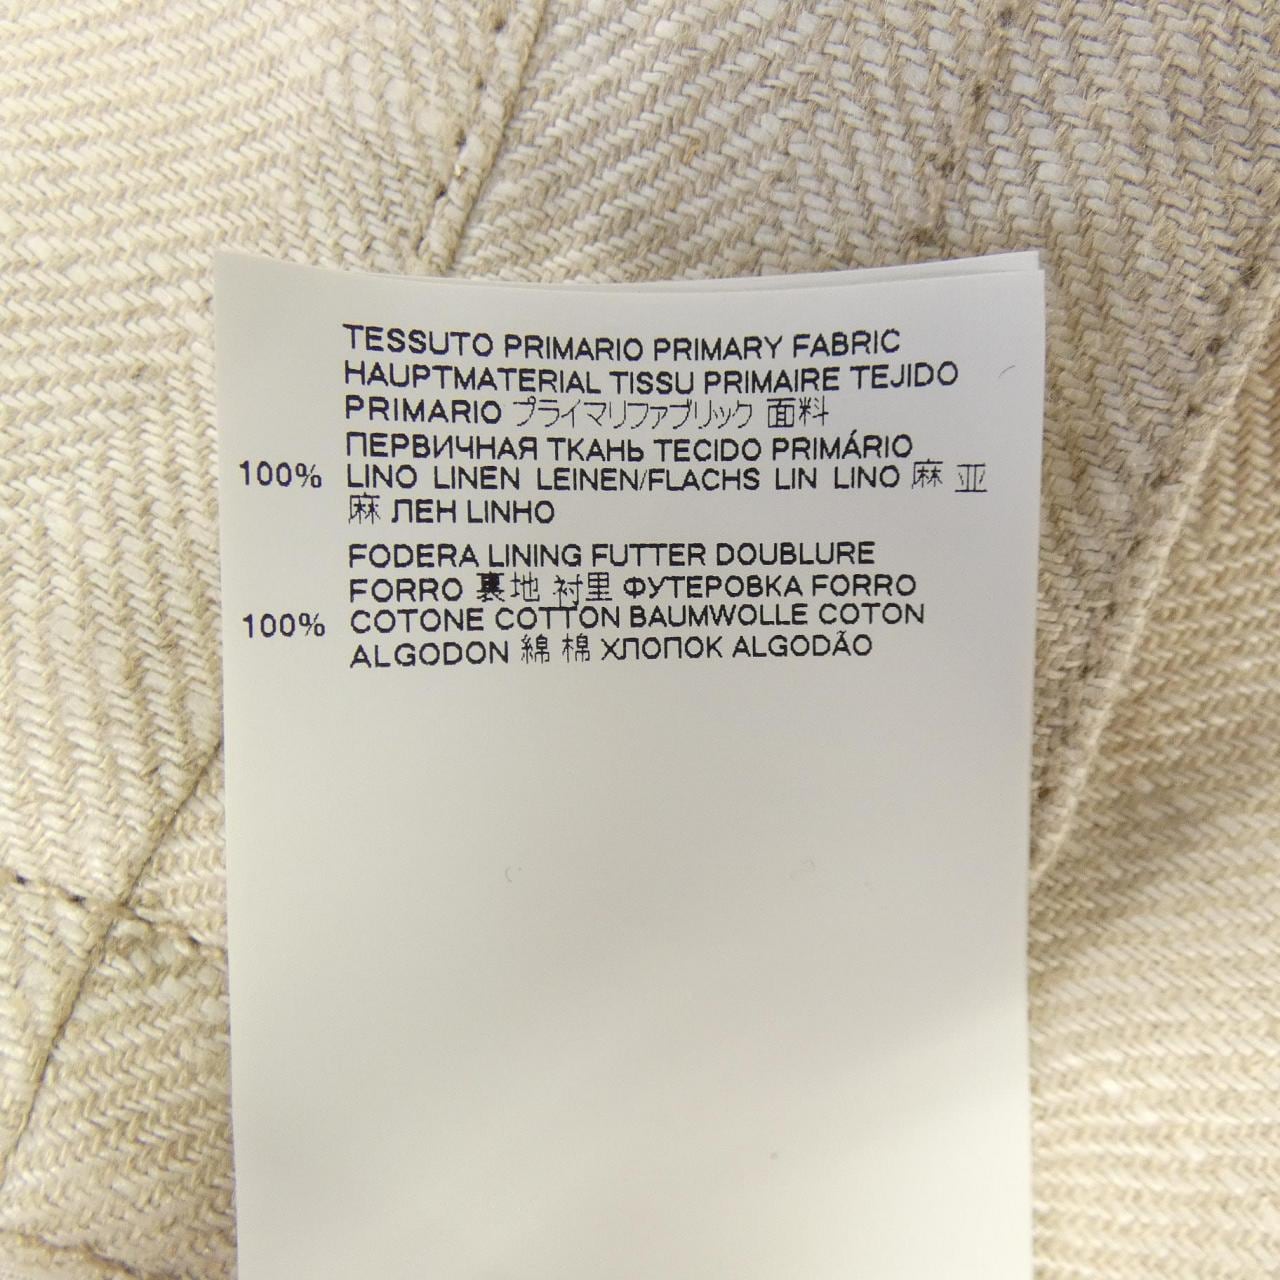 TESSUTO PRIMARIO PRIMARY FABRIC
HAUPTMATERIAL TISSU PRIMAIRE TEJIDO
PRIMARIO プライマリファブリック 面料
ПЕРВИЧНАЯ ТКАНЬ TECIDO PRIMÁRIO
100% LINO LINEN LEINEN/FLACHS LIN LINO 麻 亚
麻 ЛЕН LINHO
FODERA LINING FUTTER DOUBLURE
FORRO 裏地 衬里 ФУТЕРОВКА FORRO
100% COTONE COTTON BAUMWOLLE COTON
ALGODON 綿 棉 ХЛОПОК ALGODÃO